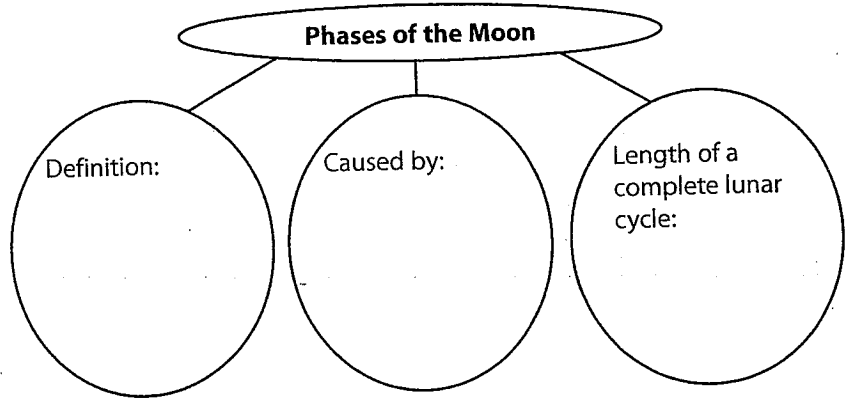 Phases of the Moon
Definition:
Caused by:
Length of a
complete lunar
cycle: